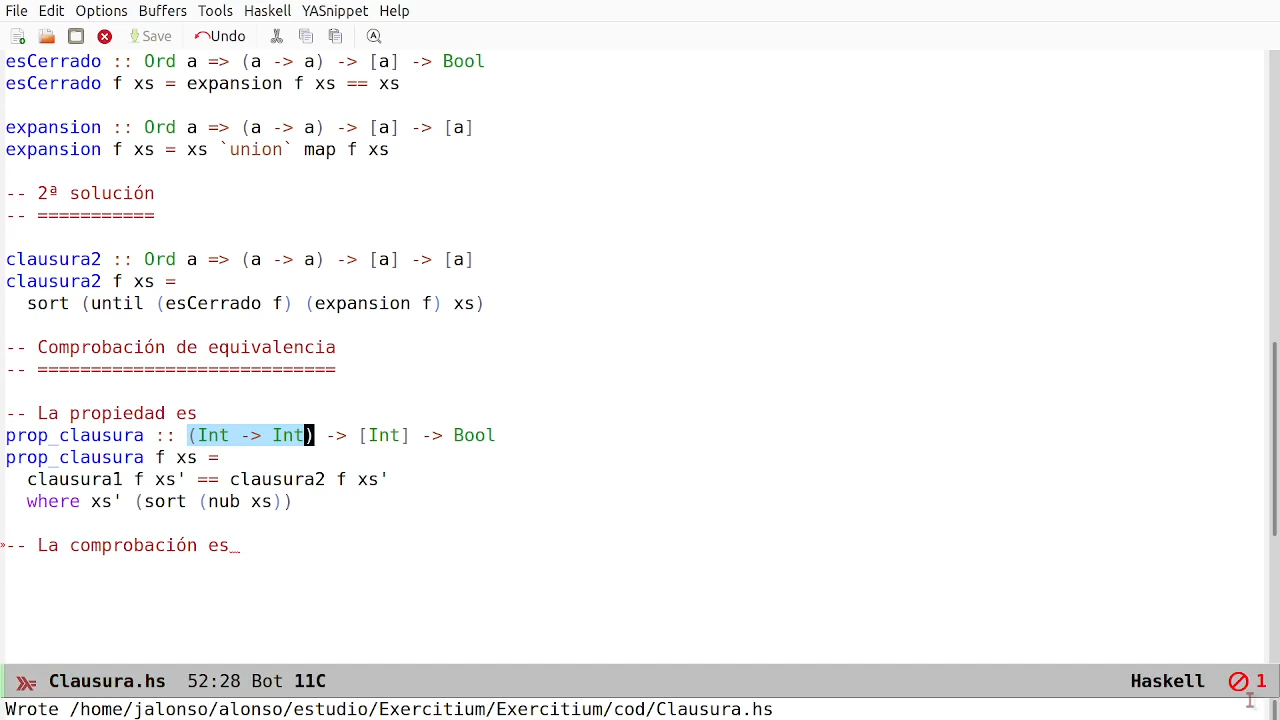 File Edit Options Buffers Tools Haskell YASnippet Help
Save Undo
esCerrado :: Ord a => (a -> a) -> [a] -> Bool
esCerrado f xs = expansion f xs == xs
expansion :: Ord a => (a -> a) -> [a] -> [a]
expansion f xs = xs `union` map f xs
-- 2ª solución
-- ===========
clausura2 :: Ord a => (a -> a) -> [a] -> [a]
clausura2 f xs =
  sort (until (esCerrado f) (expansion f) xs)
-- Comprobación de equivalencia
-- ============================
-- La propiedad es
prop_clausura :: (Int -> Int) -> [Int] -> Bool
prop_clausura f xs =
  clausura1 f xs' == clausura2 f xs'
  where xs' (sort (nub xs))
-- La comprobación es_
Clausura.hs 52:28 Bot 11C Haskell 1
Wrote /home/jalonso/alonso/estudio/Exercitium/Exercitium/cod/Clausura.hs